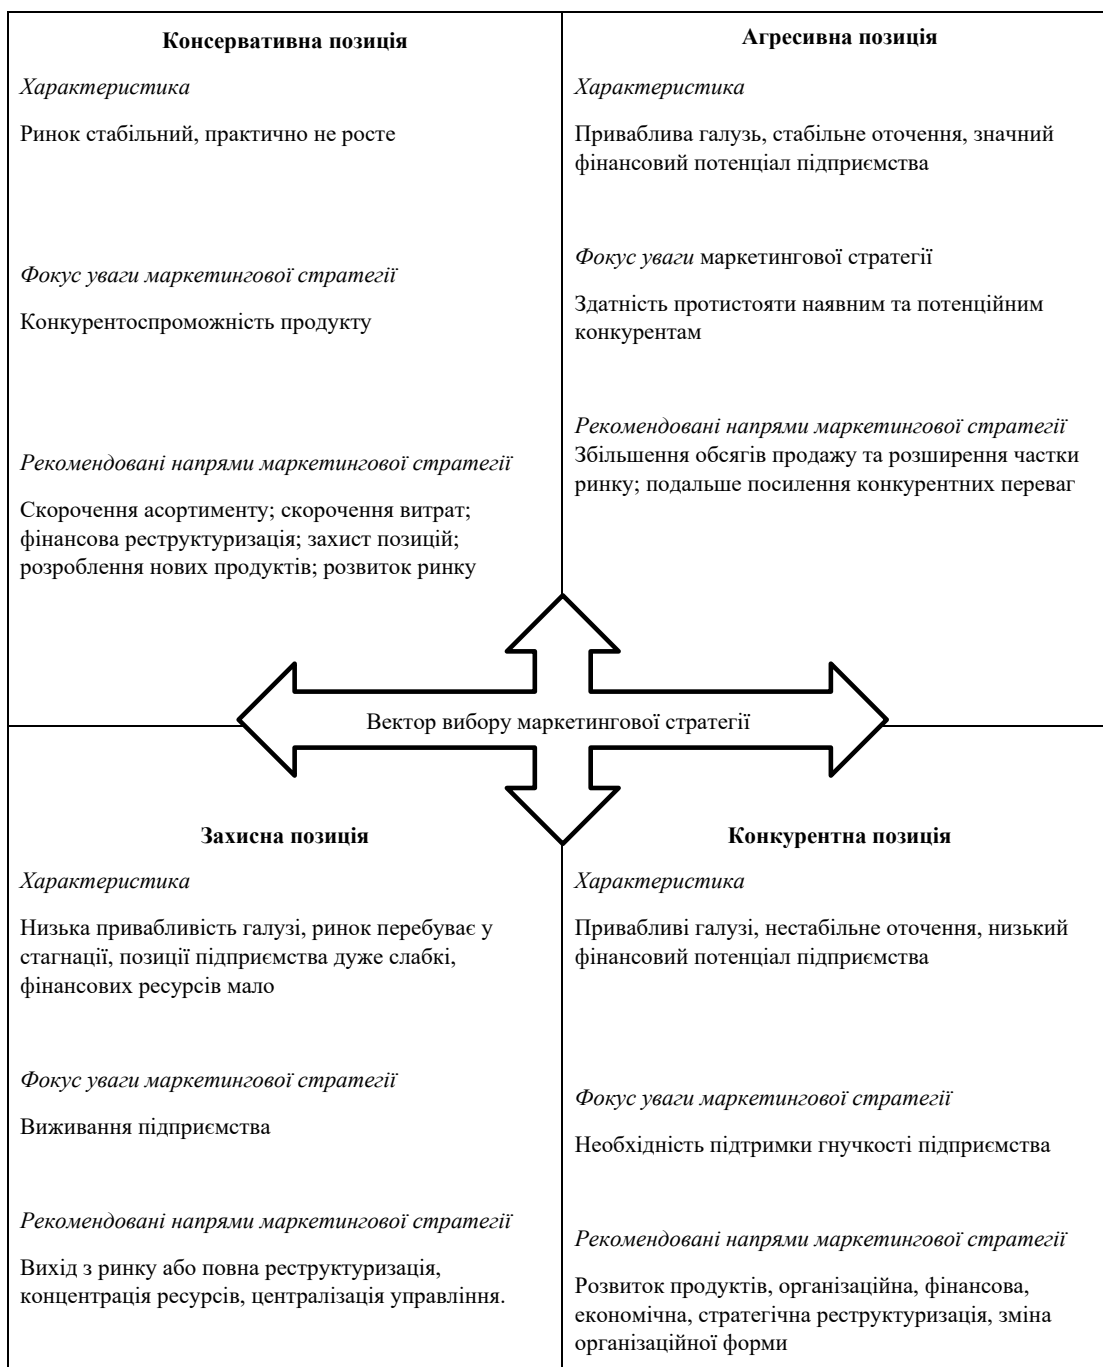 Консервативна позиція
Характеристика
Ринок стабільний, практично не росте
Фокус уваги маркетингової стратегії
Конкурентоспроможність продукту
Рекомендовані напрями маркетингової стратегії
Скорочення асортименту; скорочення витрат;
фінансова реструктуризація; захист позицій;
розроблення нових продуктів; розвиток ринку
Агресивна позиція
Характеристика
Приваблива галузь, стабільне оточення, значний
фінансовий потенціал підприємства
Фокус уваги маркетингової стратегії
Здатність протистояти наявним та потенційним
конкурентам
Рекомендовані напрями маркетингової стратегії
Збільшення обсягів продажу та розширення частки
ринку; подальше посилення конкурентних переваг
Вектор вибору маркетингової стратегії
Захисна позиція
Характеристика
Низька привабливість галузі, ринок перебуває у
стагнації, позиції підприємства дуже слабкі,
фінансових ресурсів мало
Фокус уваги маркетингової стратегії
Виживання підприємства
Рекомендовані напрями маркетингової стратегії
Вихід з ринку або повна реструктуризація,
концентрація ресурсів, централізація управління.
Конкурентна позиція
Характеристика
Привабливі галузі, нестабільне оточення, низький
фінансовий потенціал підприємства
Фокус уваги маркетингової стратегії
Необхідність підтримки гнучкості підприємства
Рекомендовані напрями маркетингової стратегії
Розвиток продуктів, організаційна, фінансова,
економічна, стратегічна реструктуризація, зміна
організаційної форми